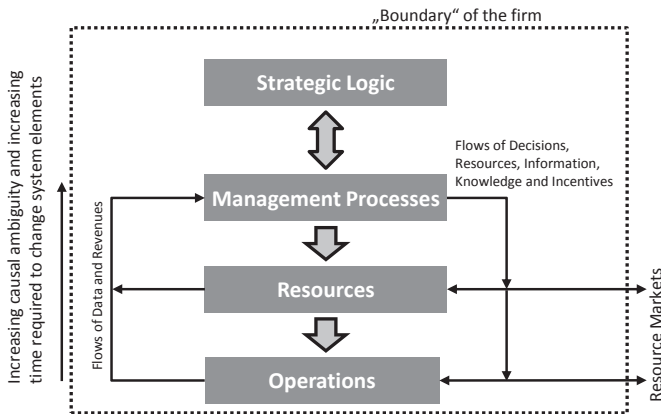 „Boundary“ of the firm
Strategic Logic
Flows of Decisions,
Resources, Information,
Knowledge and Incentives
Management Processes
Resources
Operations
Flows of Data and Revenues
Increasing causal ambiguity and increasing
time required to change system elements
Resource Markets